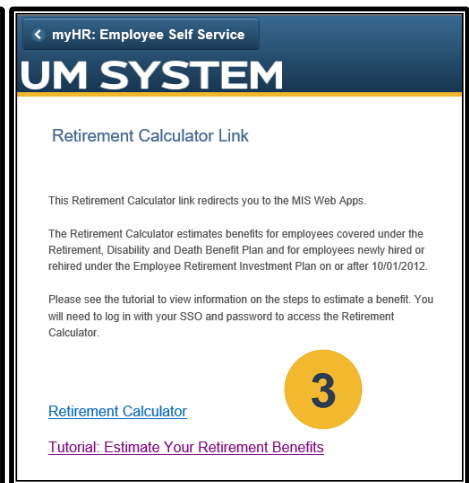 myHR: Employee Self Service
UM SYSTEM
Retirement Calculator Link
This Retirement Calculator link redirects you to the MIS Web Apps.
The Retirement Calculator estimates benefits for employees covered under the
Retirement, Disability and Death Benefit Plan and for employees newly hired or
rehired under the Employee Retirement Investment Plan on or after 10/01/2012.
Please see the tutorial to view information on the steps to estimate a benefit. You
will need to log in with your SSO and password to access the Retirement
Calculator.
3
Retirement Calculator
Tutorial: Estimate Your Retirement Benefits